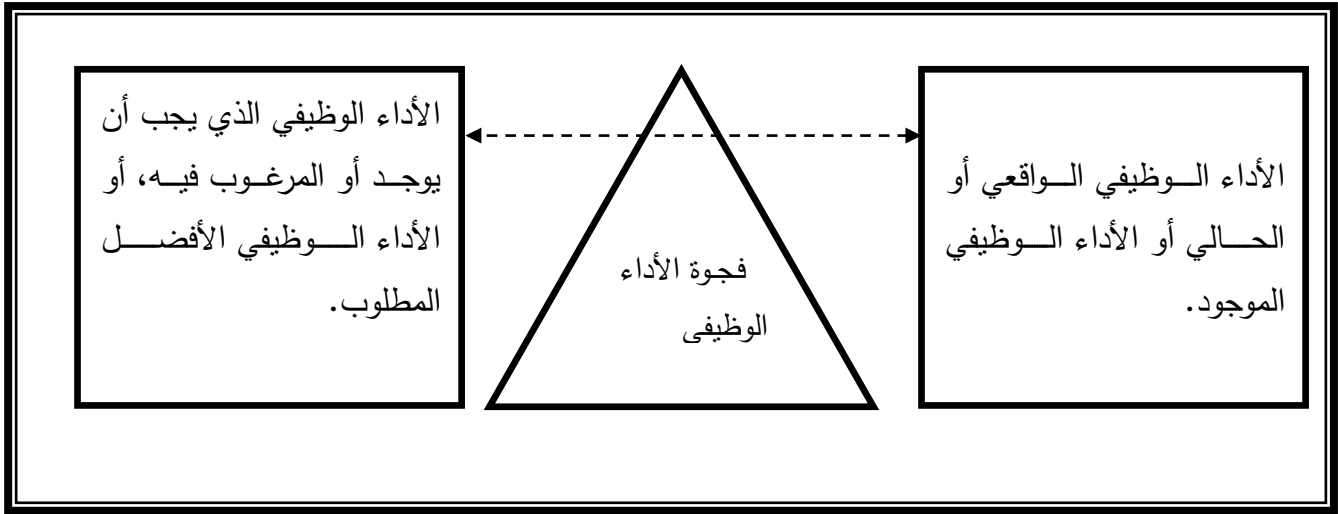 الأداء الوظيفي الواقعي أو
الحالي أو الأداء الوظيفي
الموجود.
فجوة الأداء
الوظيفى
الأداء الوظيفي الذي يجب أن
يوجد أو المرغوب فيه، أو
الأداء الوظيفي الأفضل
المطلوب.